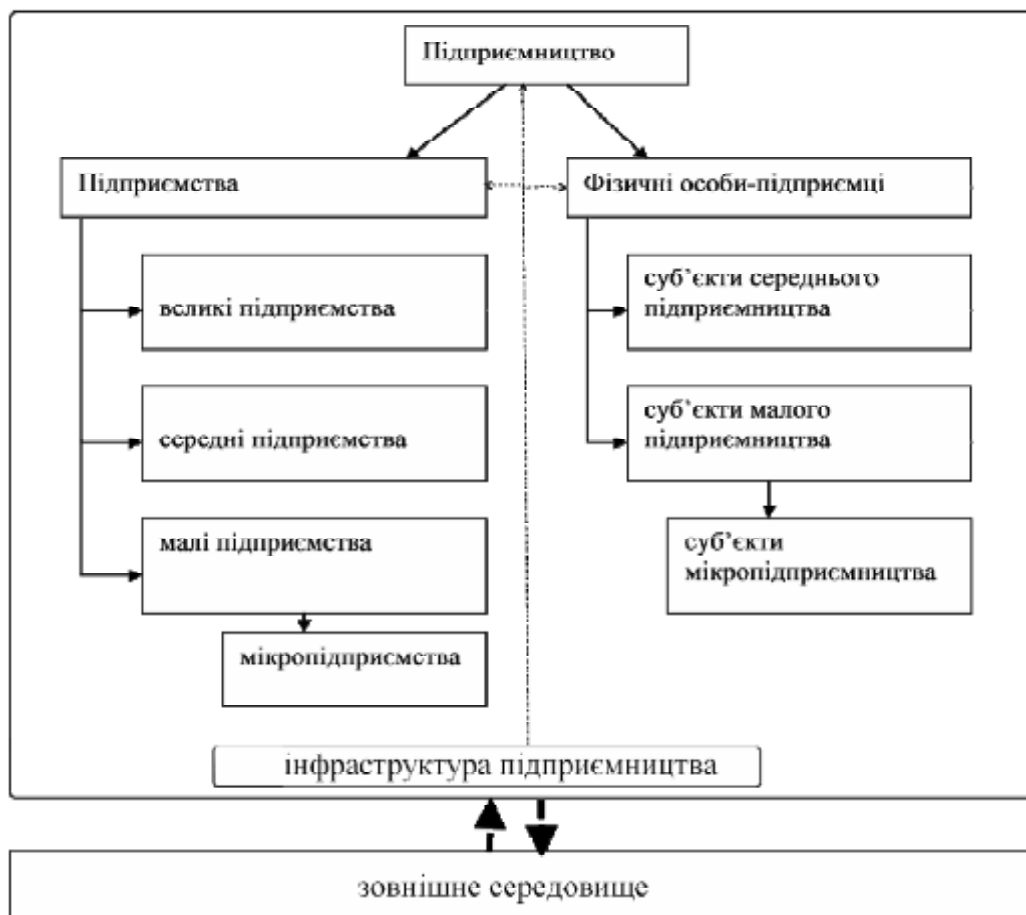 Підприємництво
Підприємства
Фізичні особи-підприємці
великі підприємства
середні підприємства
малі підприємства
мікропідприємства
суб’єкти середнього
підприємництва
суб’єкти малого
підприємництва
суб’єкти
мікропідприємництва
інфраструктура підприємництва
зовнішнє середовище